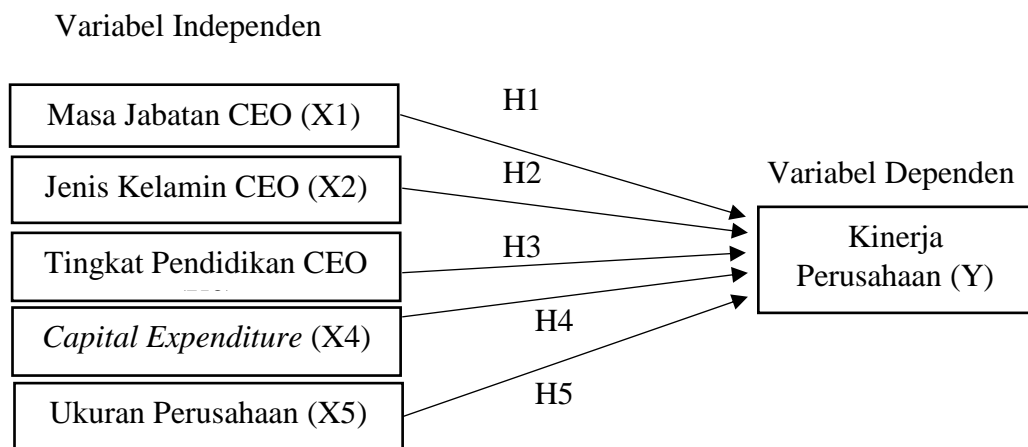 Variabel Independen
Masa Jabatan CEO (X1)
H1
Jenis Kelamin CEO (X2)
H2
Variabel Dependen
Tingkat Pendidikan CEO
H3
Kinerja
Perusahaan (Y)
Capital Expenditure (X4)
H4
Ukuran Perusahaan (X5)
H5